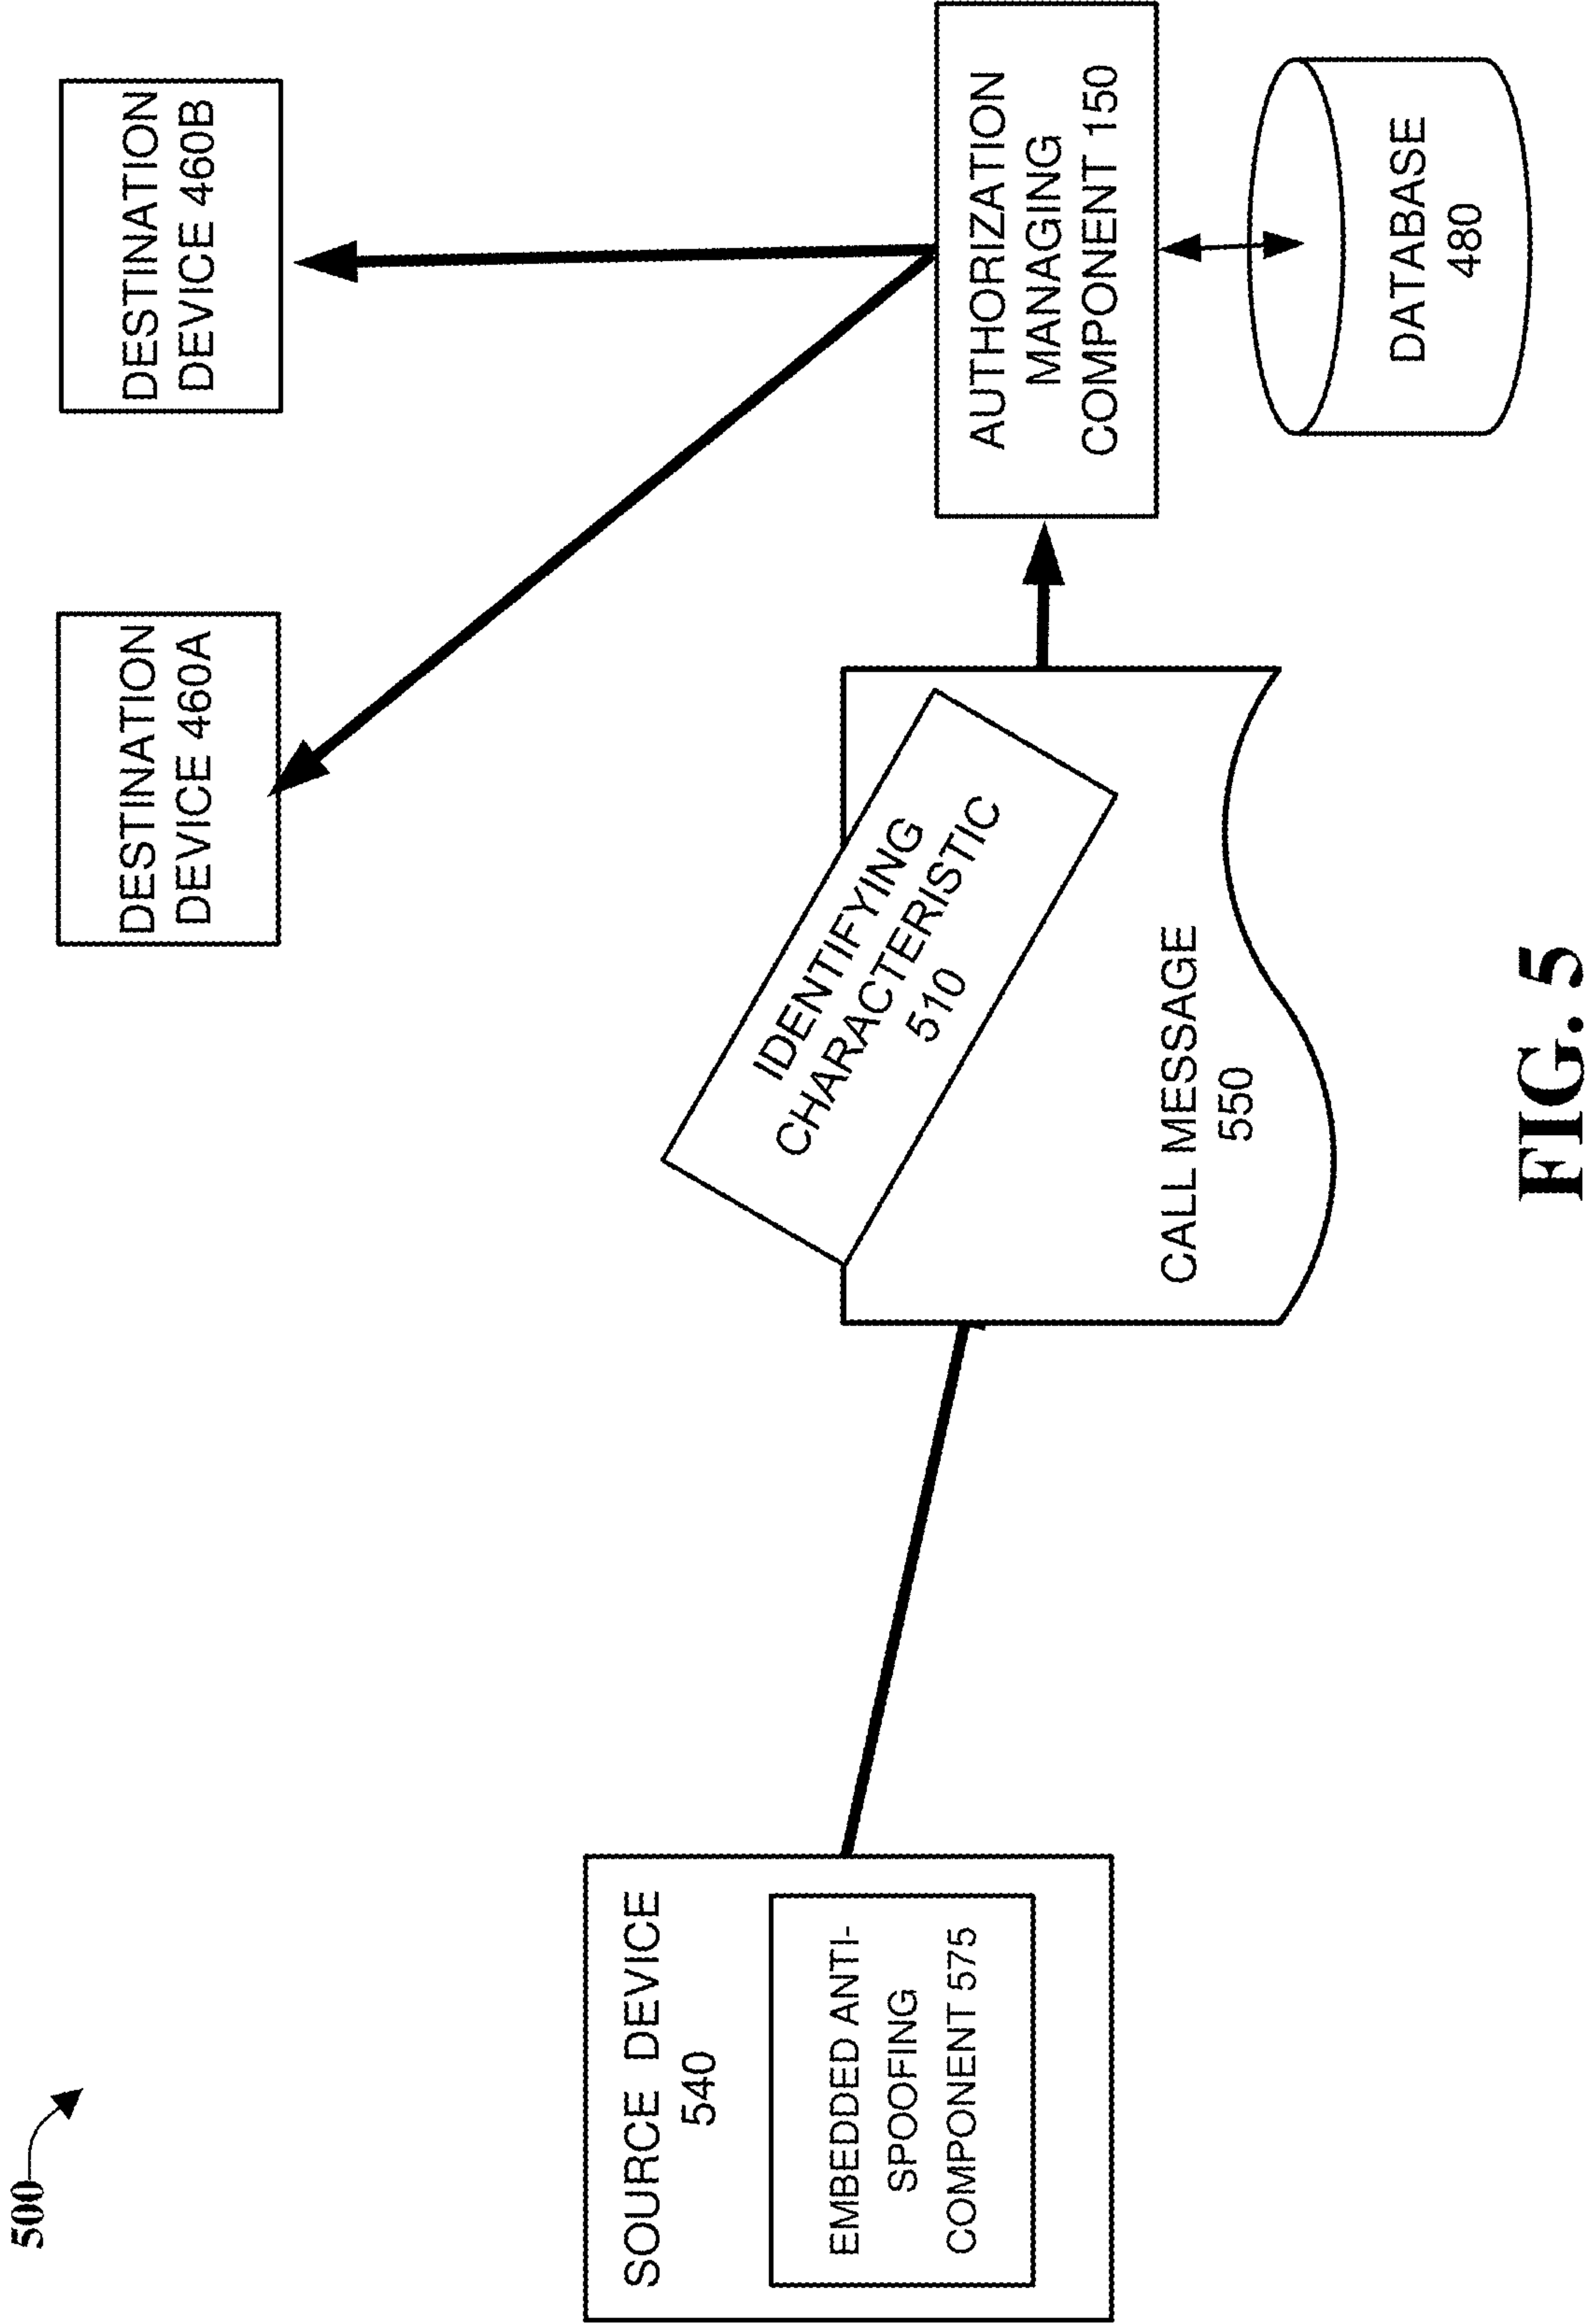 500
SOURCE DEVICE
540
EMBEDDED ANTI-
SPOOFING
COMPONENT 575
IDENTIFYING
CHARACTERISTIC
510
CALL MESSAGE
550
DESTINATION
DEVICE 460A
DESTINATION
DEVICE 460B
AUTHORIZATION
MANAGING
COMPONENT 150
DATABASE
480
FIG. 5